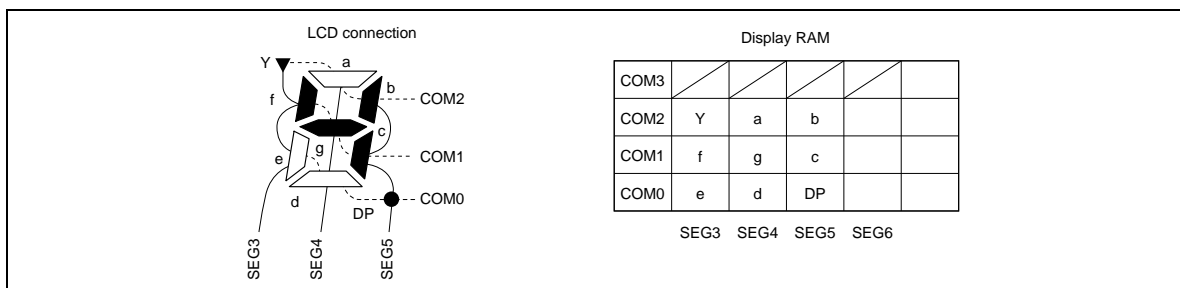 LCD connection
Y
a
b
COM2
f
c
g
COM1
e
COM0
d
DP
SEG3
SEG4
SEG5
Display RAM
COM3
COM2 Y a b
COM1 f g c
COM0 e d DP
SEG3 SEG4 SEG5 SEG6